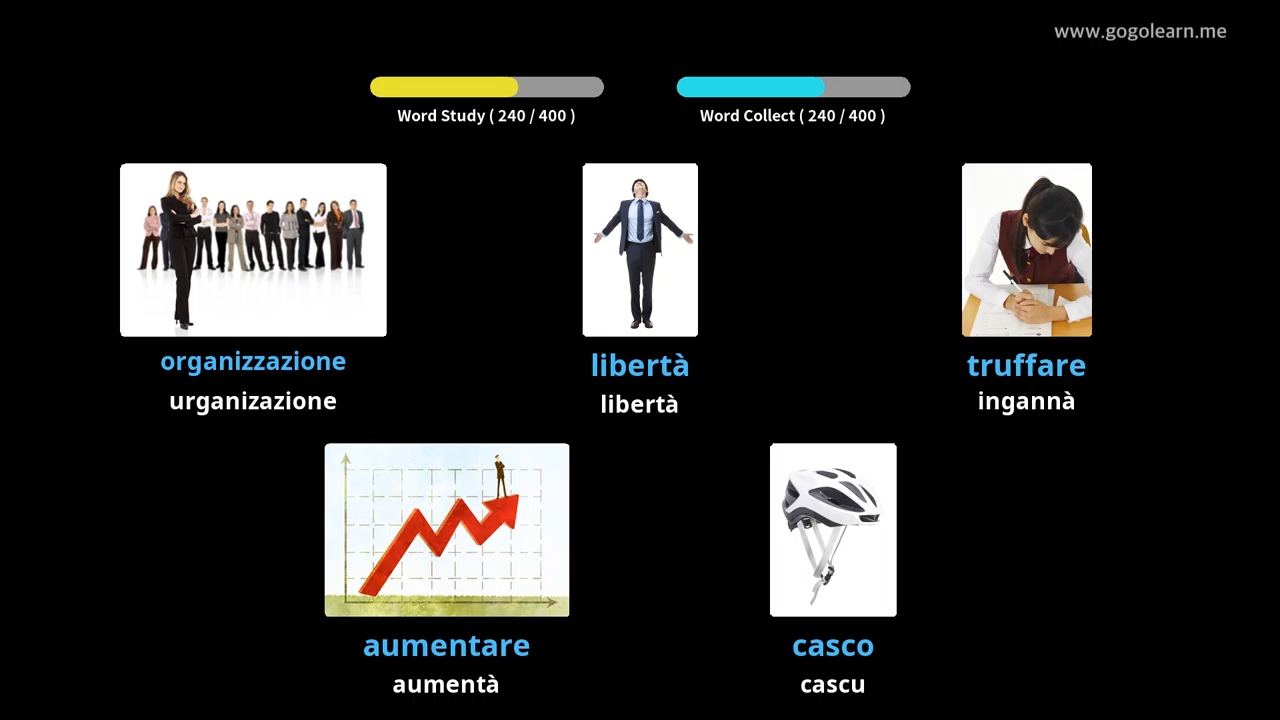 www.gogolearn.me
Word Study ( 240 / 400 )
Word Collect ( 240 / 400 )
organizzazione
urganizazione
libertà
libertà
truffare
ingannà
aumentare
aumentà
casco
cascu